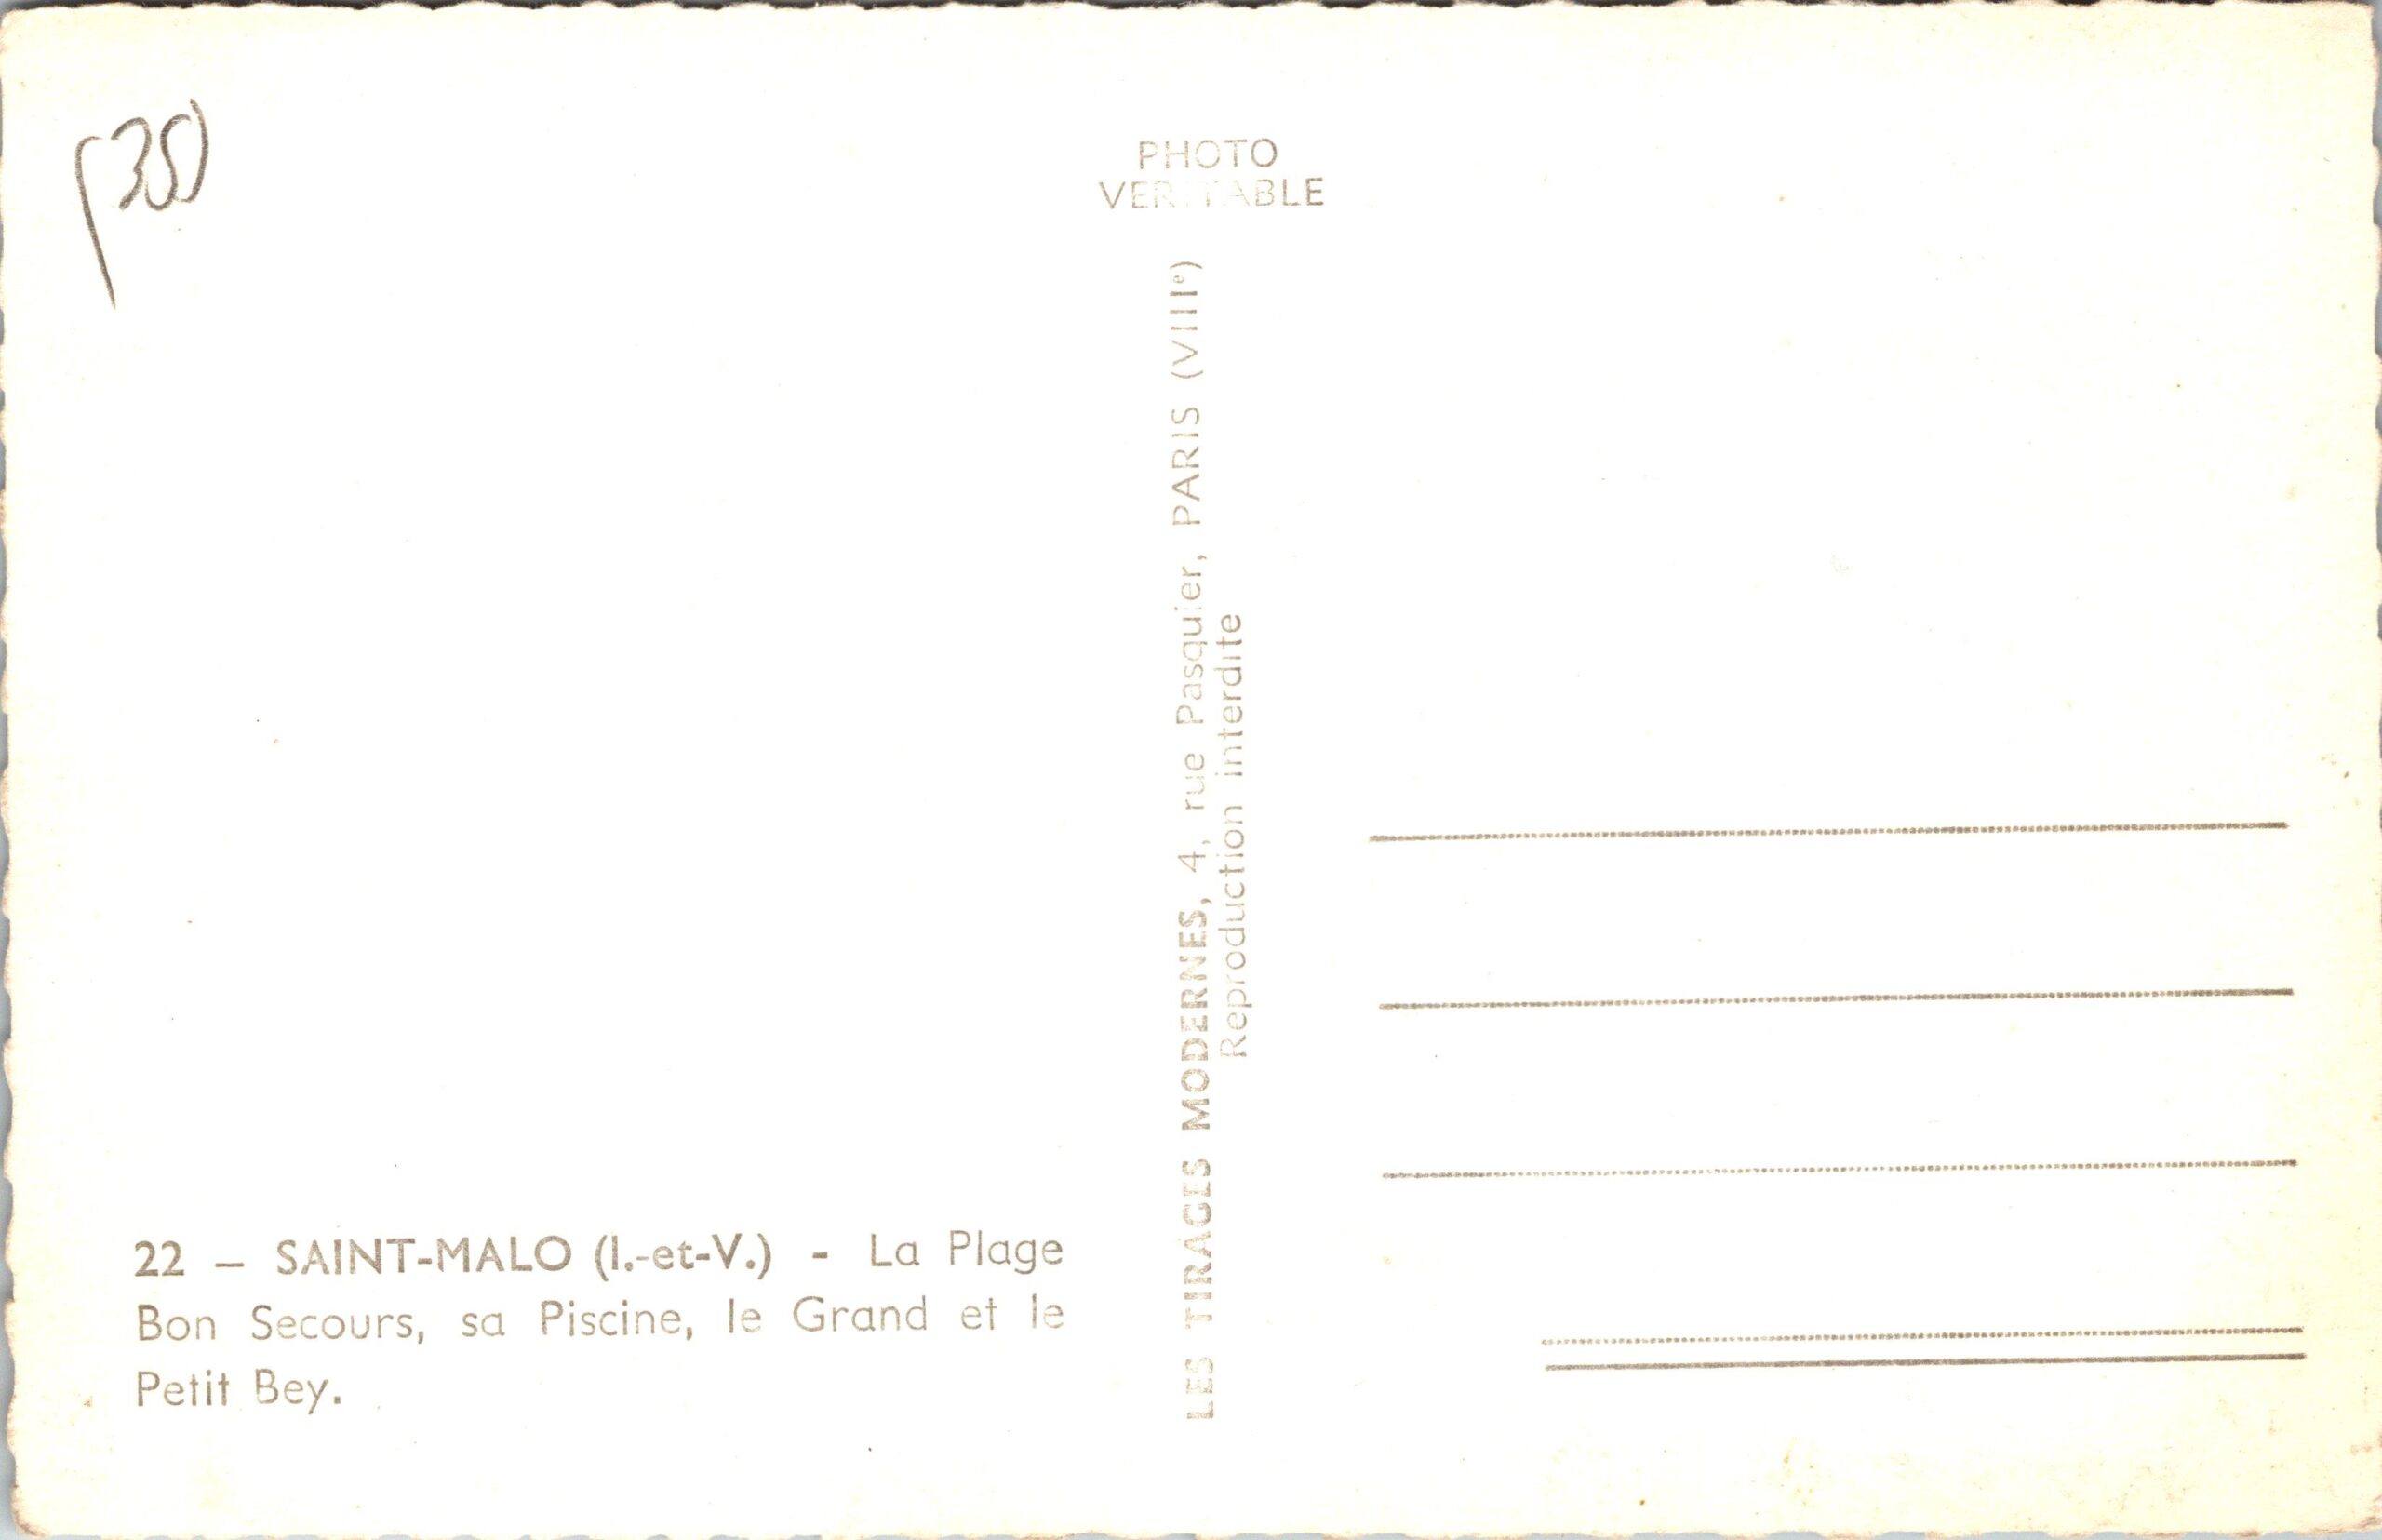 (35)
PHOTO
VERITABLE
LES TIRAGES MODERNES, 4, rue Pasquier, PARIS (VIIIe)
Reproduction interdite
22 — SAINT-MALO (I.-et-V.) - La Plage
Bon Secours, sa Piscine, le Grand et le
Petit Bey.